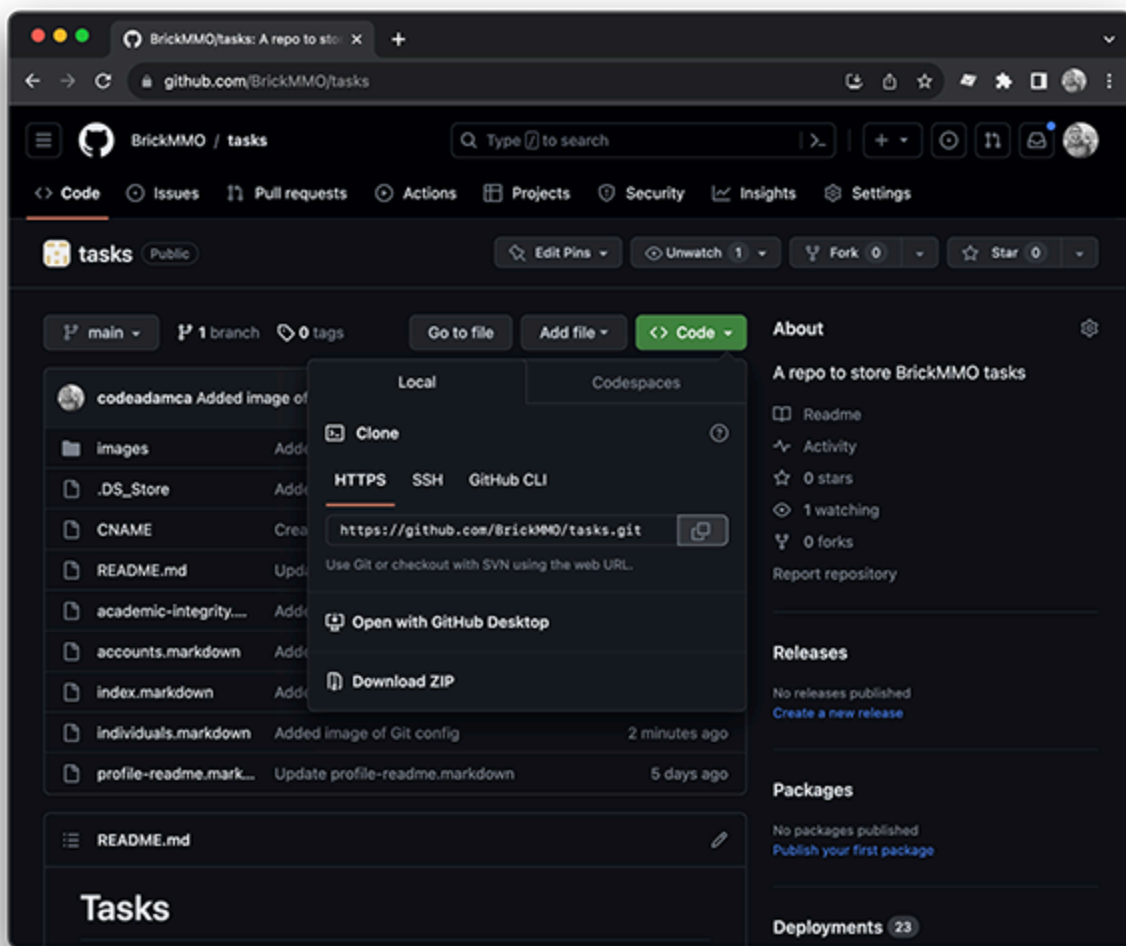 BrickMMO/tasks: A repo to sto
github.com/BrickMMO/tasks
BrickMMO / tasks
Type / to search
Code Issues Pull requests Actions Projects Security Insights Settings
tasks Public Edit Pins Unwatch 1 Fork 0 Star 0
main 1 branch 0 tags Go to file Add file Code
codeadamca Added image of
images Adde
.DS_Store Adde
CNAME Crea
README.md Upda
academic-integrity.... Adde
accounts.markdown Adde
index.markdown Adde
individuals.markdown Added image of Git config 2 minutes ago
profile-readme.mark... Update profile-readme.markdown 5 days ago
Local Codespaces
Clone
HTTPS SSH GitHub CLI
https://github.com/BrickMMO/tasks.git
Use Git or checkout with SVN using the web URL.
Open with GitHub Desktop
Download ZIP
README.md
Tasks
About
A repo to store BrickMMO tasks
Readme
Activity
0 stars
1 watching
0 forks
Report repository
Releases
No releases published
Create a new release
Packages
No packages published
Publish your first package
Deployments 23